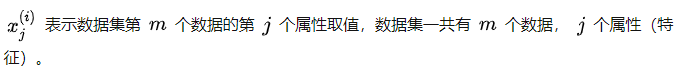 $x_j^{(i)}$ 表示数据集第 $m$ 个数据的第 $j$ 个属性取值，数据集一共有 $m$ 个数据， $j$ 个属性（特
征）。